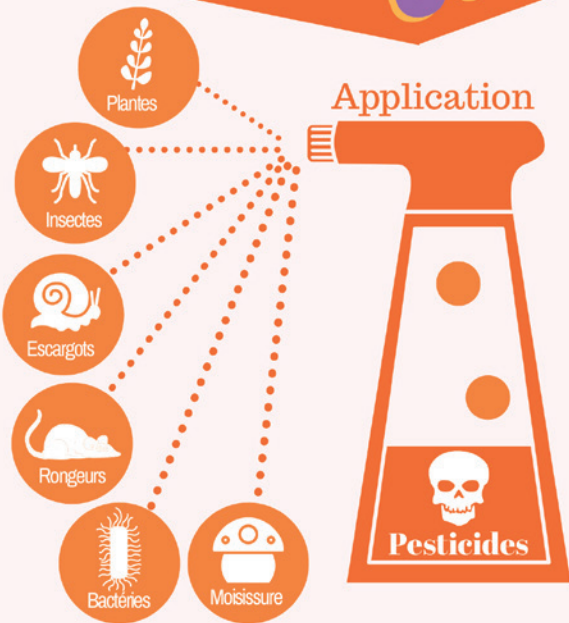 Plantes
Application
Insectes
Escargots
Rongeurs
Bactéries
Moisissure
Pesticides